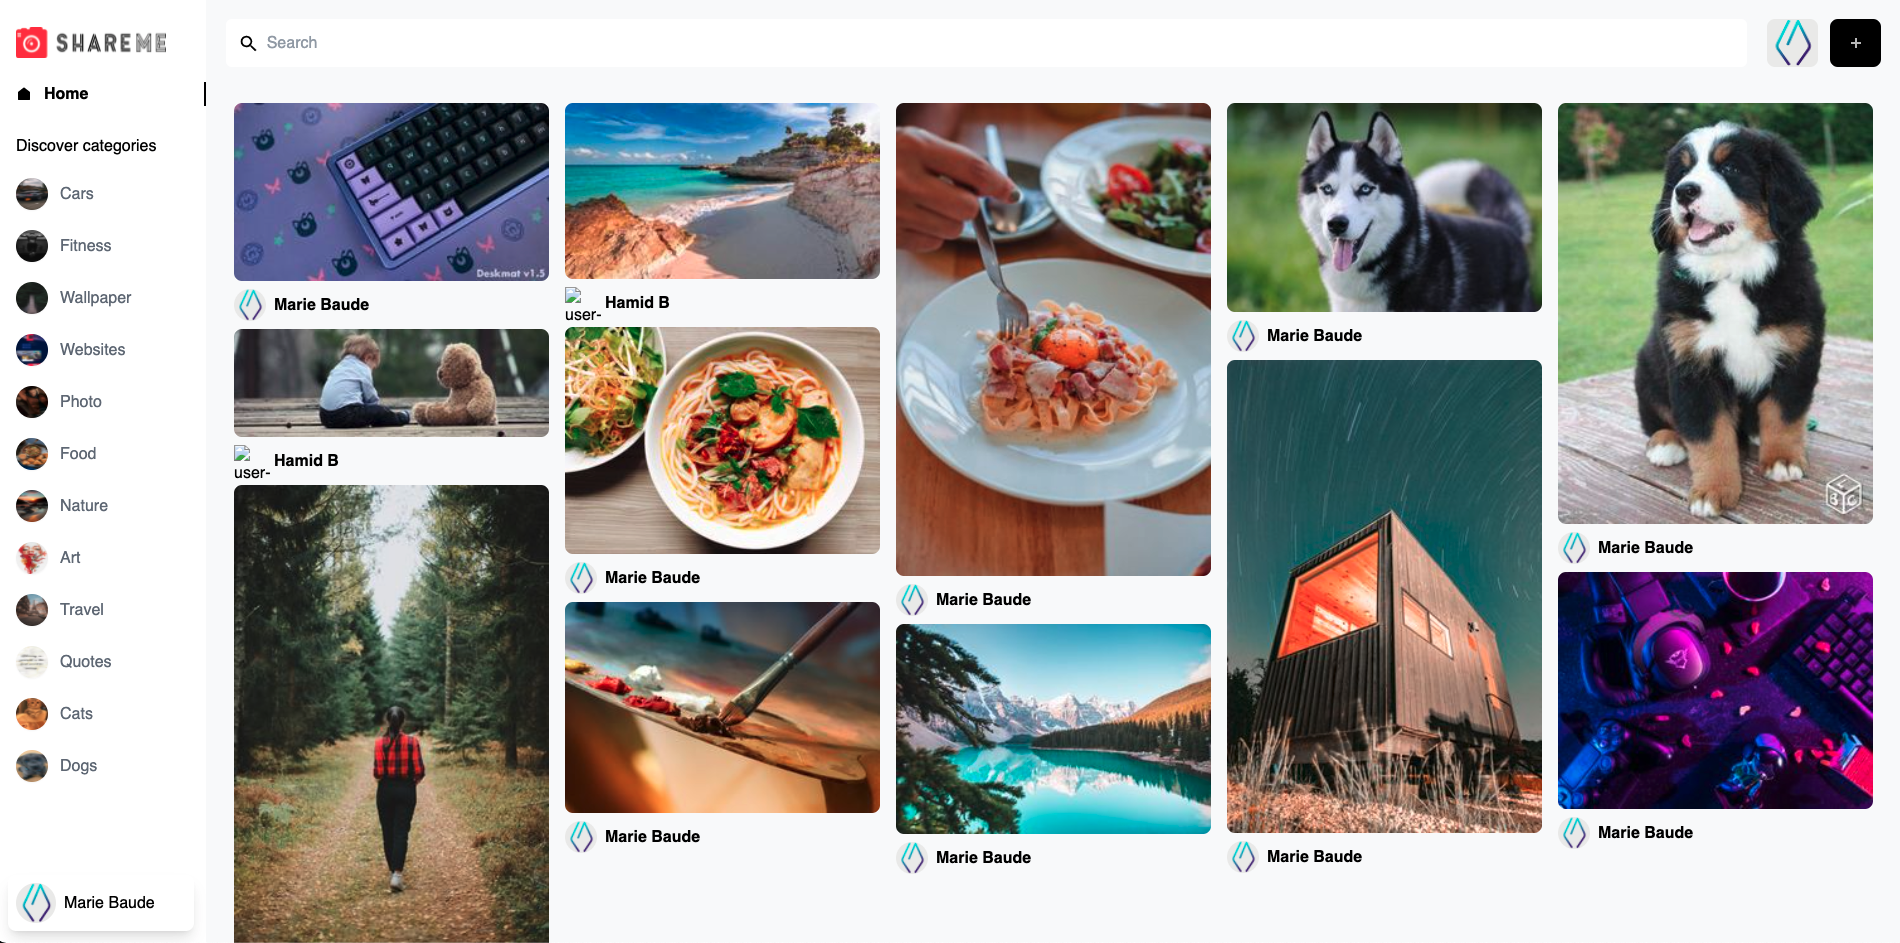 SHAREME
Search
+
Home
Discover categories
Cars
Fitness
Wallpaper
Websites
Photo
Food
Nature
Art
Travel
Quotes
Cats
Dogs
Marie Baude
Deskmat v1.5
Marie Baude
user-
Hamid B
user-
Hamid B
Marie Baude
Marie Baude
Marie Baude
Marie Baude
Marie Baude
Marie Baude
Marie Baude
Marie Baude